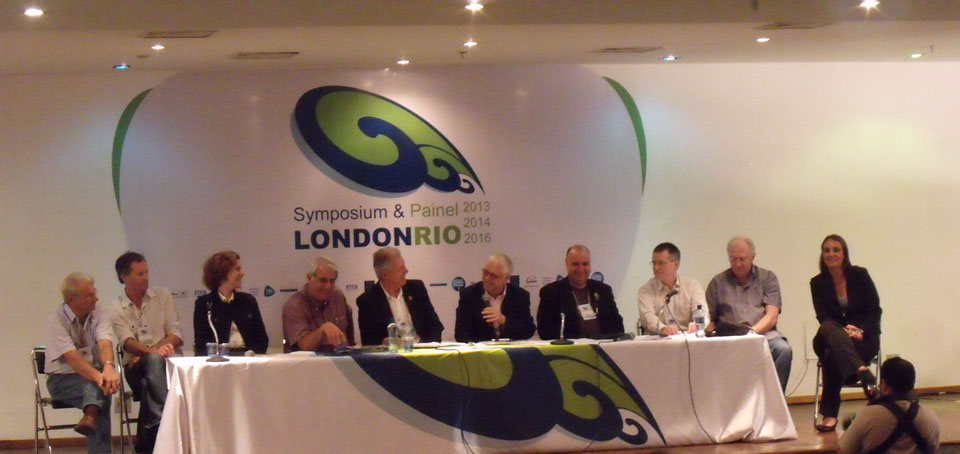 Symposium & Painel 2013
2014
LONDONRIO 2016